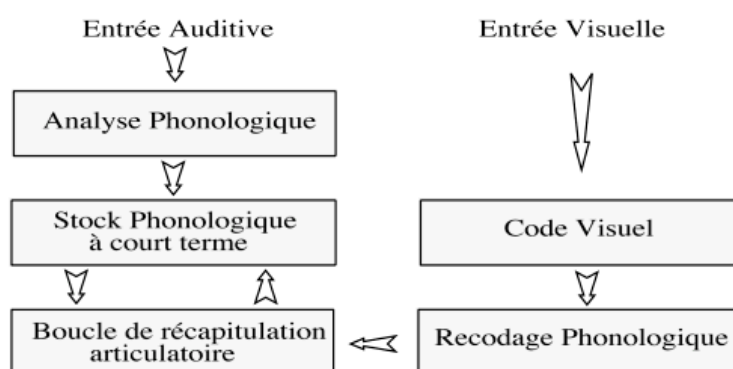 Entrée Auditive
Entrée Visuelle
Analyse Phonologique
Stock Phonologique
à court terme
Code Visuel
Boucle de récapitulation
articulatoire
Recodage Phonologique